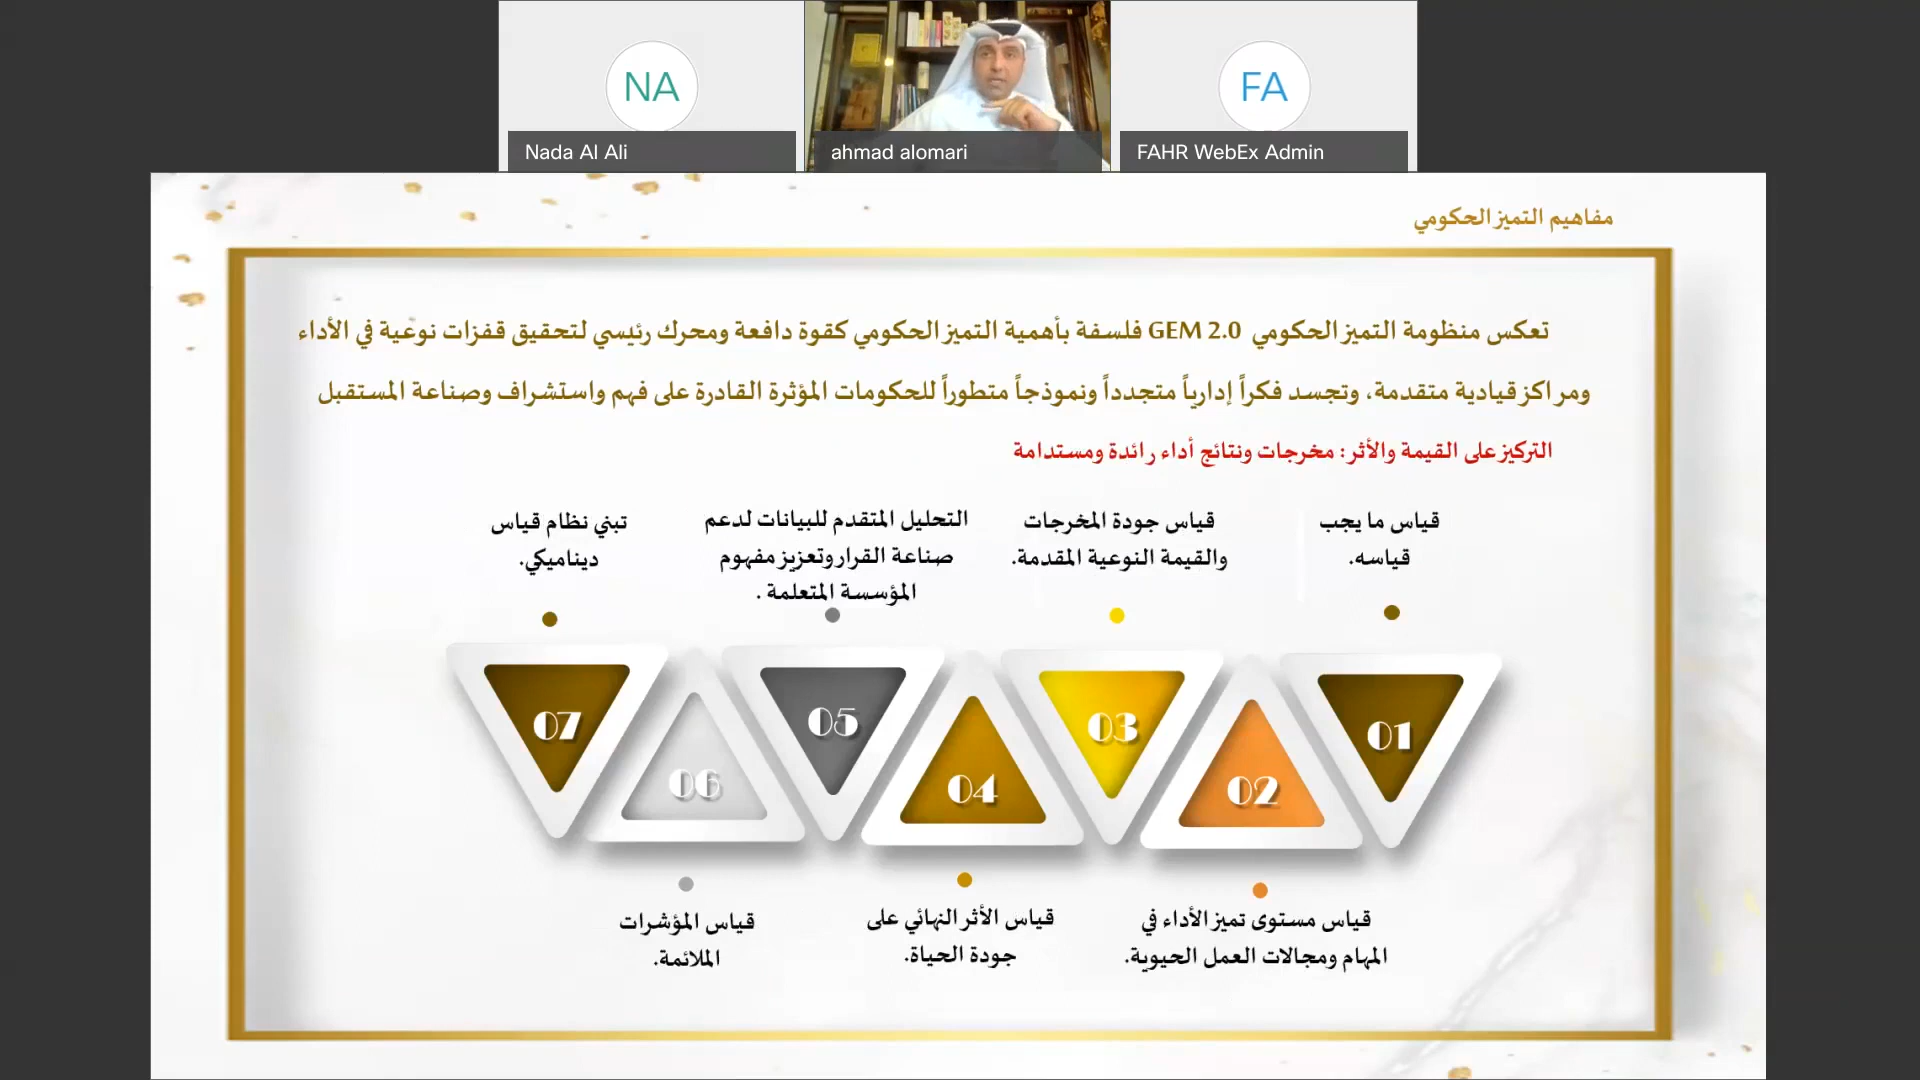 NA
Nada Al Ali
ahmad alomari
FA
FAHR WebEx Admin
مفاهيم التميز الحكومي
تعكس منظومة التميز الحكومي GEM 2.0 فلسفة بأهمية التميز الحكومي كقوة دافعة ومحرك رئيسي لتحقيق قفزات نوعية في الأداء
ومراكز قيادية متقدمة، وتجسد فكراً إدارياً متجدداً ونموذجاً متطوراً للحكومات المؤثرة القادرة على فهم واستشراف وصناعة المستقبل
التركيز على القيمة والأثر: مخرجات ونتائج أداء رائدة ومستدامة
قياس ما يجب
قياسه.
قياس جودة المخرجات
والقيمة النوعية المقدمة.
التحليل المتقدم للبيانات لدعم
صناعة القرار وتعزيز مفهوم
المؤسسة المتعلمة .
تبني نظام قياس
ديناميكي.
01
02
03
04
05
06
07
قياس مستوى تميز الأداء في
المهام ومجالات العمل الحيوية.
قياس الأثر النهائي على
جودة الحياة.
قياس المؤشرات
الملائمة.